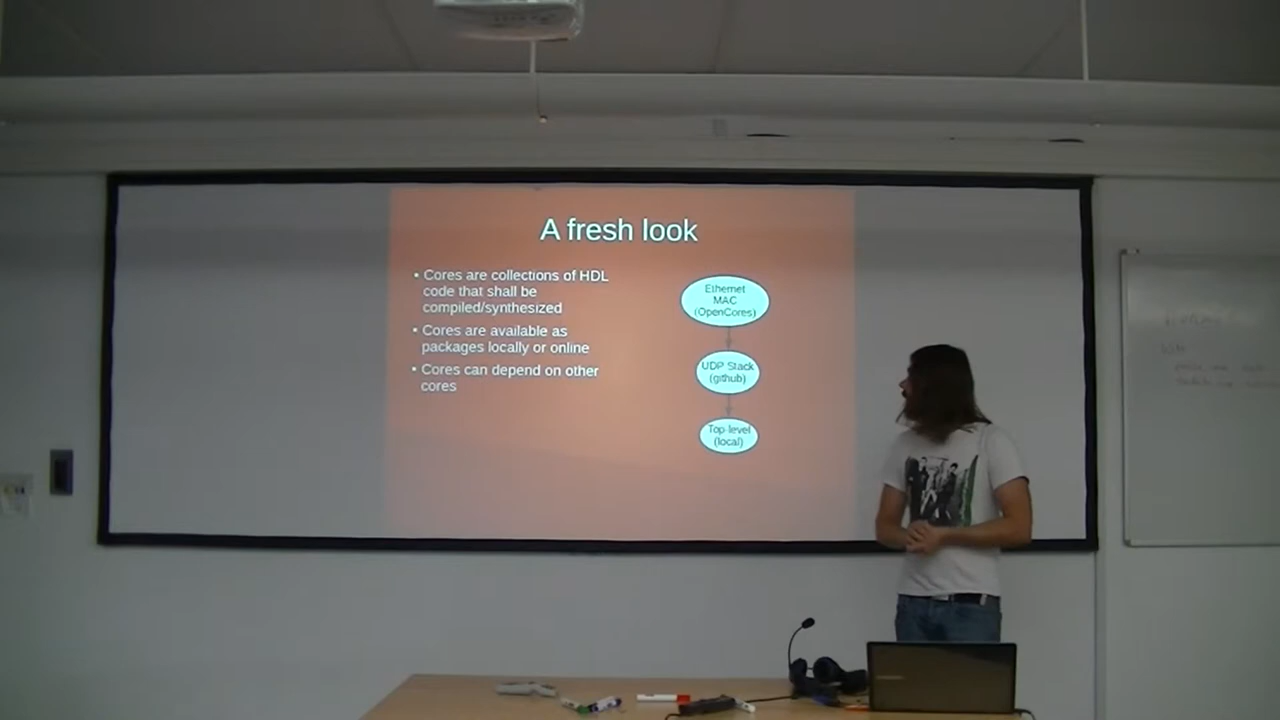 A fresh look
• Cores are collections of HDL
code that shall be
compiled/synthesized
• Cores are available as
packages locally or online
• Cores can depend on other
cores
Ethernet
MAC
(OpenCores)
UDP Stack
(github)
Top-level
(local)